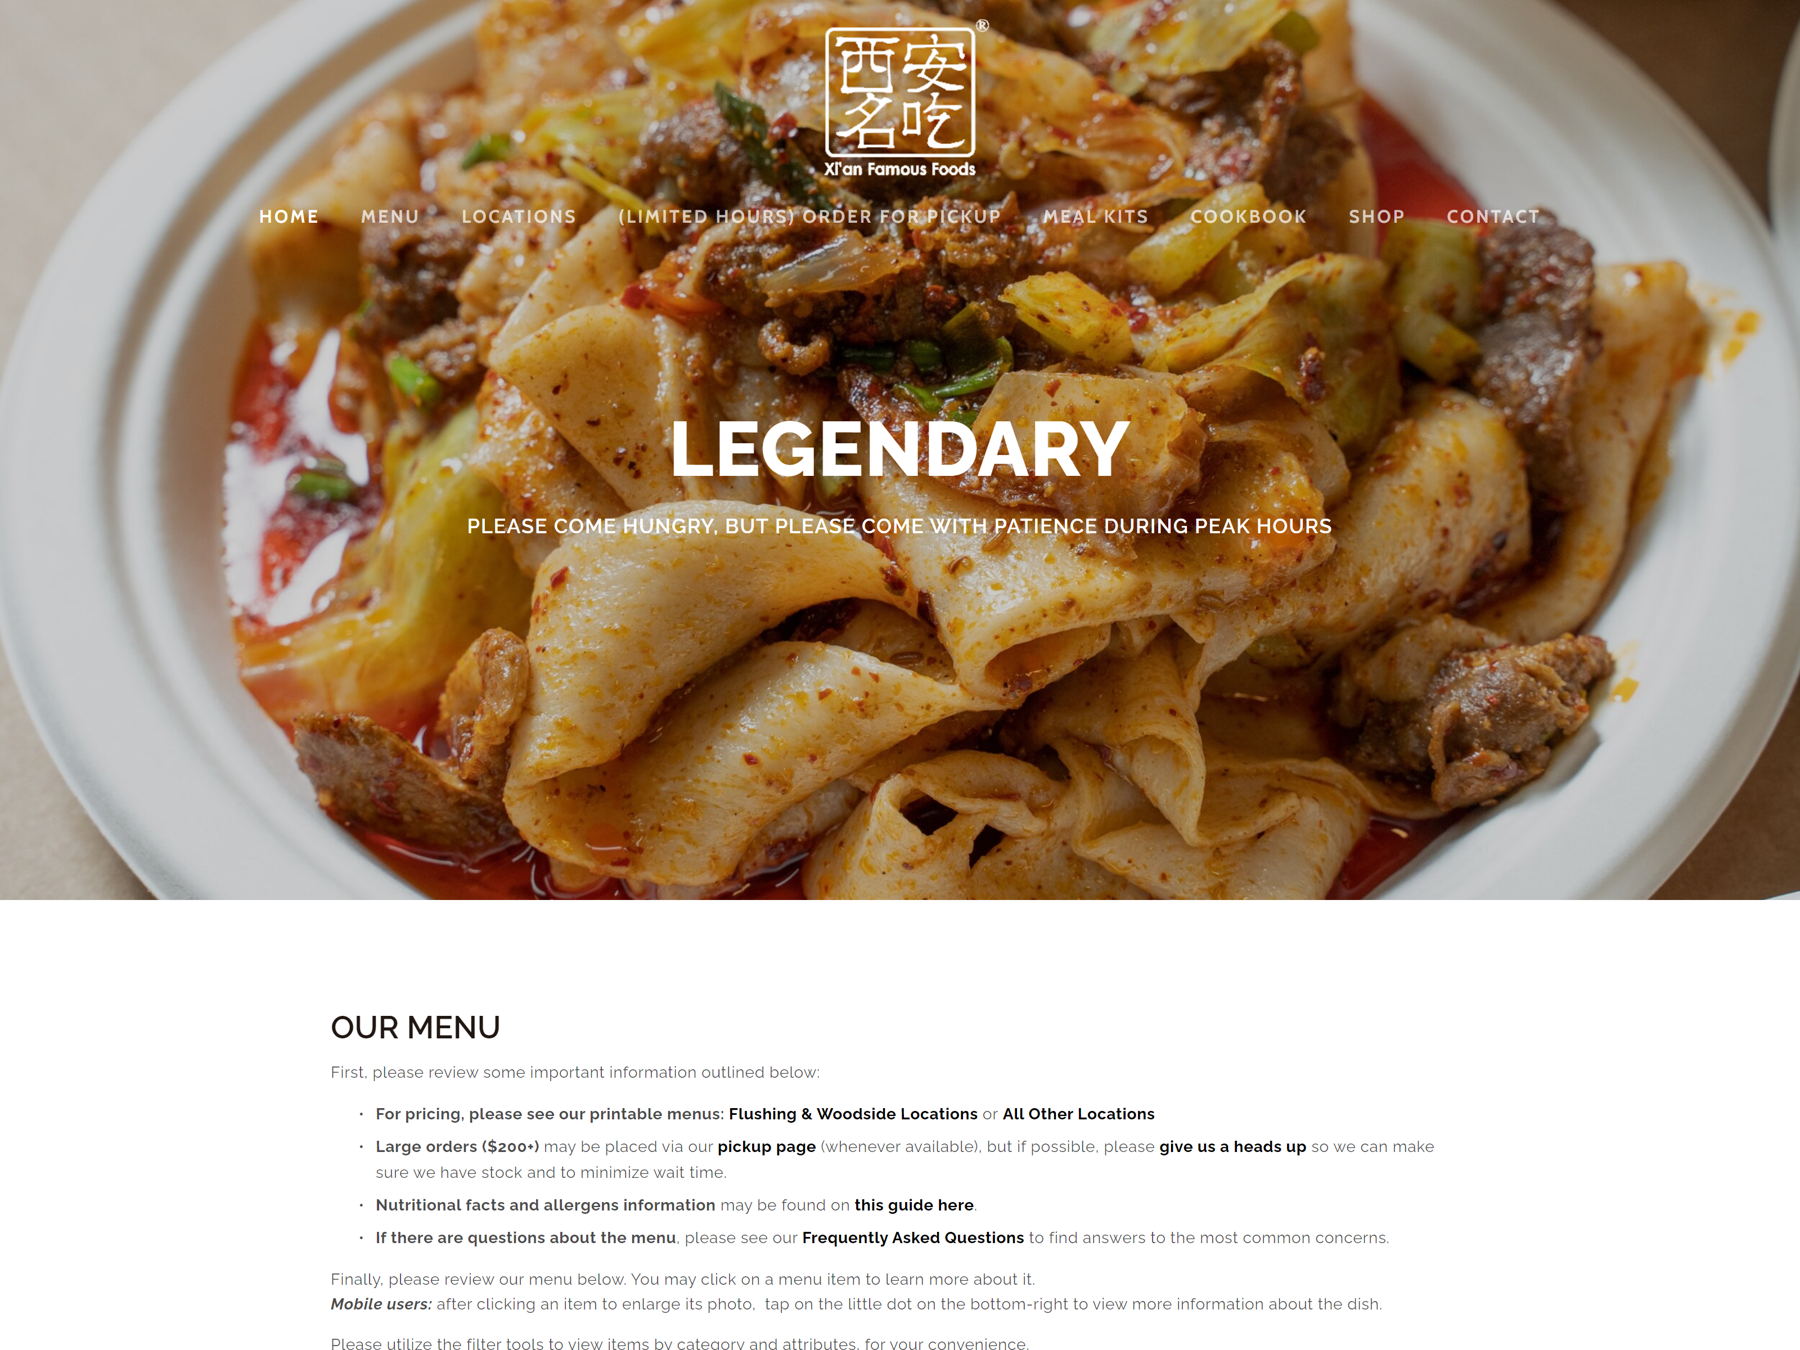 ®
西安
名吃
Xi'an Famous Foods
HOME MENU LOCATIONS (LIMITED HOURS) ORDER FOR PICKUP MEAL KITS COOKBOOK SHOP CONTACT
LEGENDARY
PLEASE COME HUNGRY, BUT PLEASE COME WITH PATIENCE DURING PEAK HOURS
OUR MENU
First, please review some important information outlined below:
• For pricing, please see our printable menus: Flushing & Woodside Locations or All Other Locations
• Large orders ($200+) may be placed via our pickup page (whenever available), but if possible, please give us a heads up so we can make
sure we have stock and to minimize wait time.
• Nutritional facts and allergens information may be found on this guide here.
• If there are questions about the menu, please see our Frequently Asked Questions to find answers to the most common concerns.
Finally, please review our menu below. You may click on a menu item to learn more about it.
Mobile users: after clicking an item to enlarge its photo,  tap on the little dot on the bottom-right to view more information about the dish.
Please utilize the filter tools to view items by category and attributes, for your convenience.